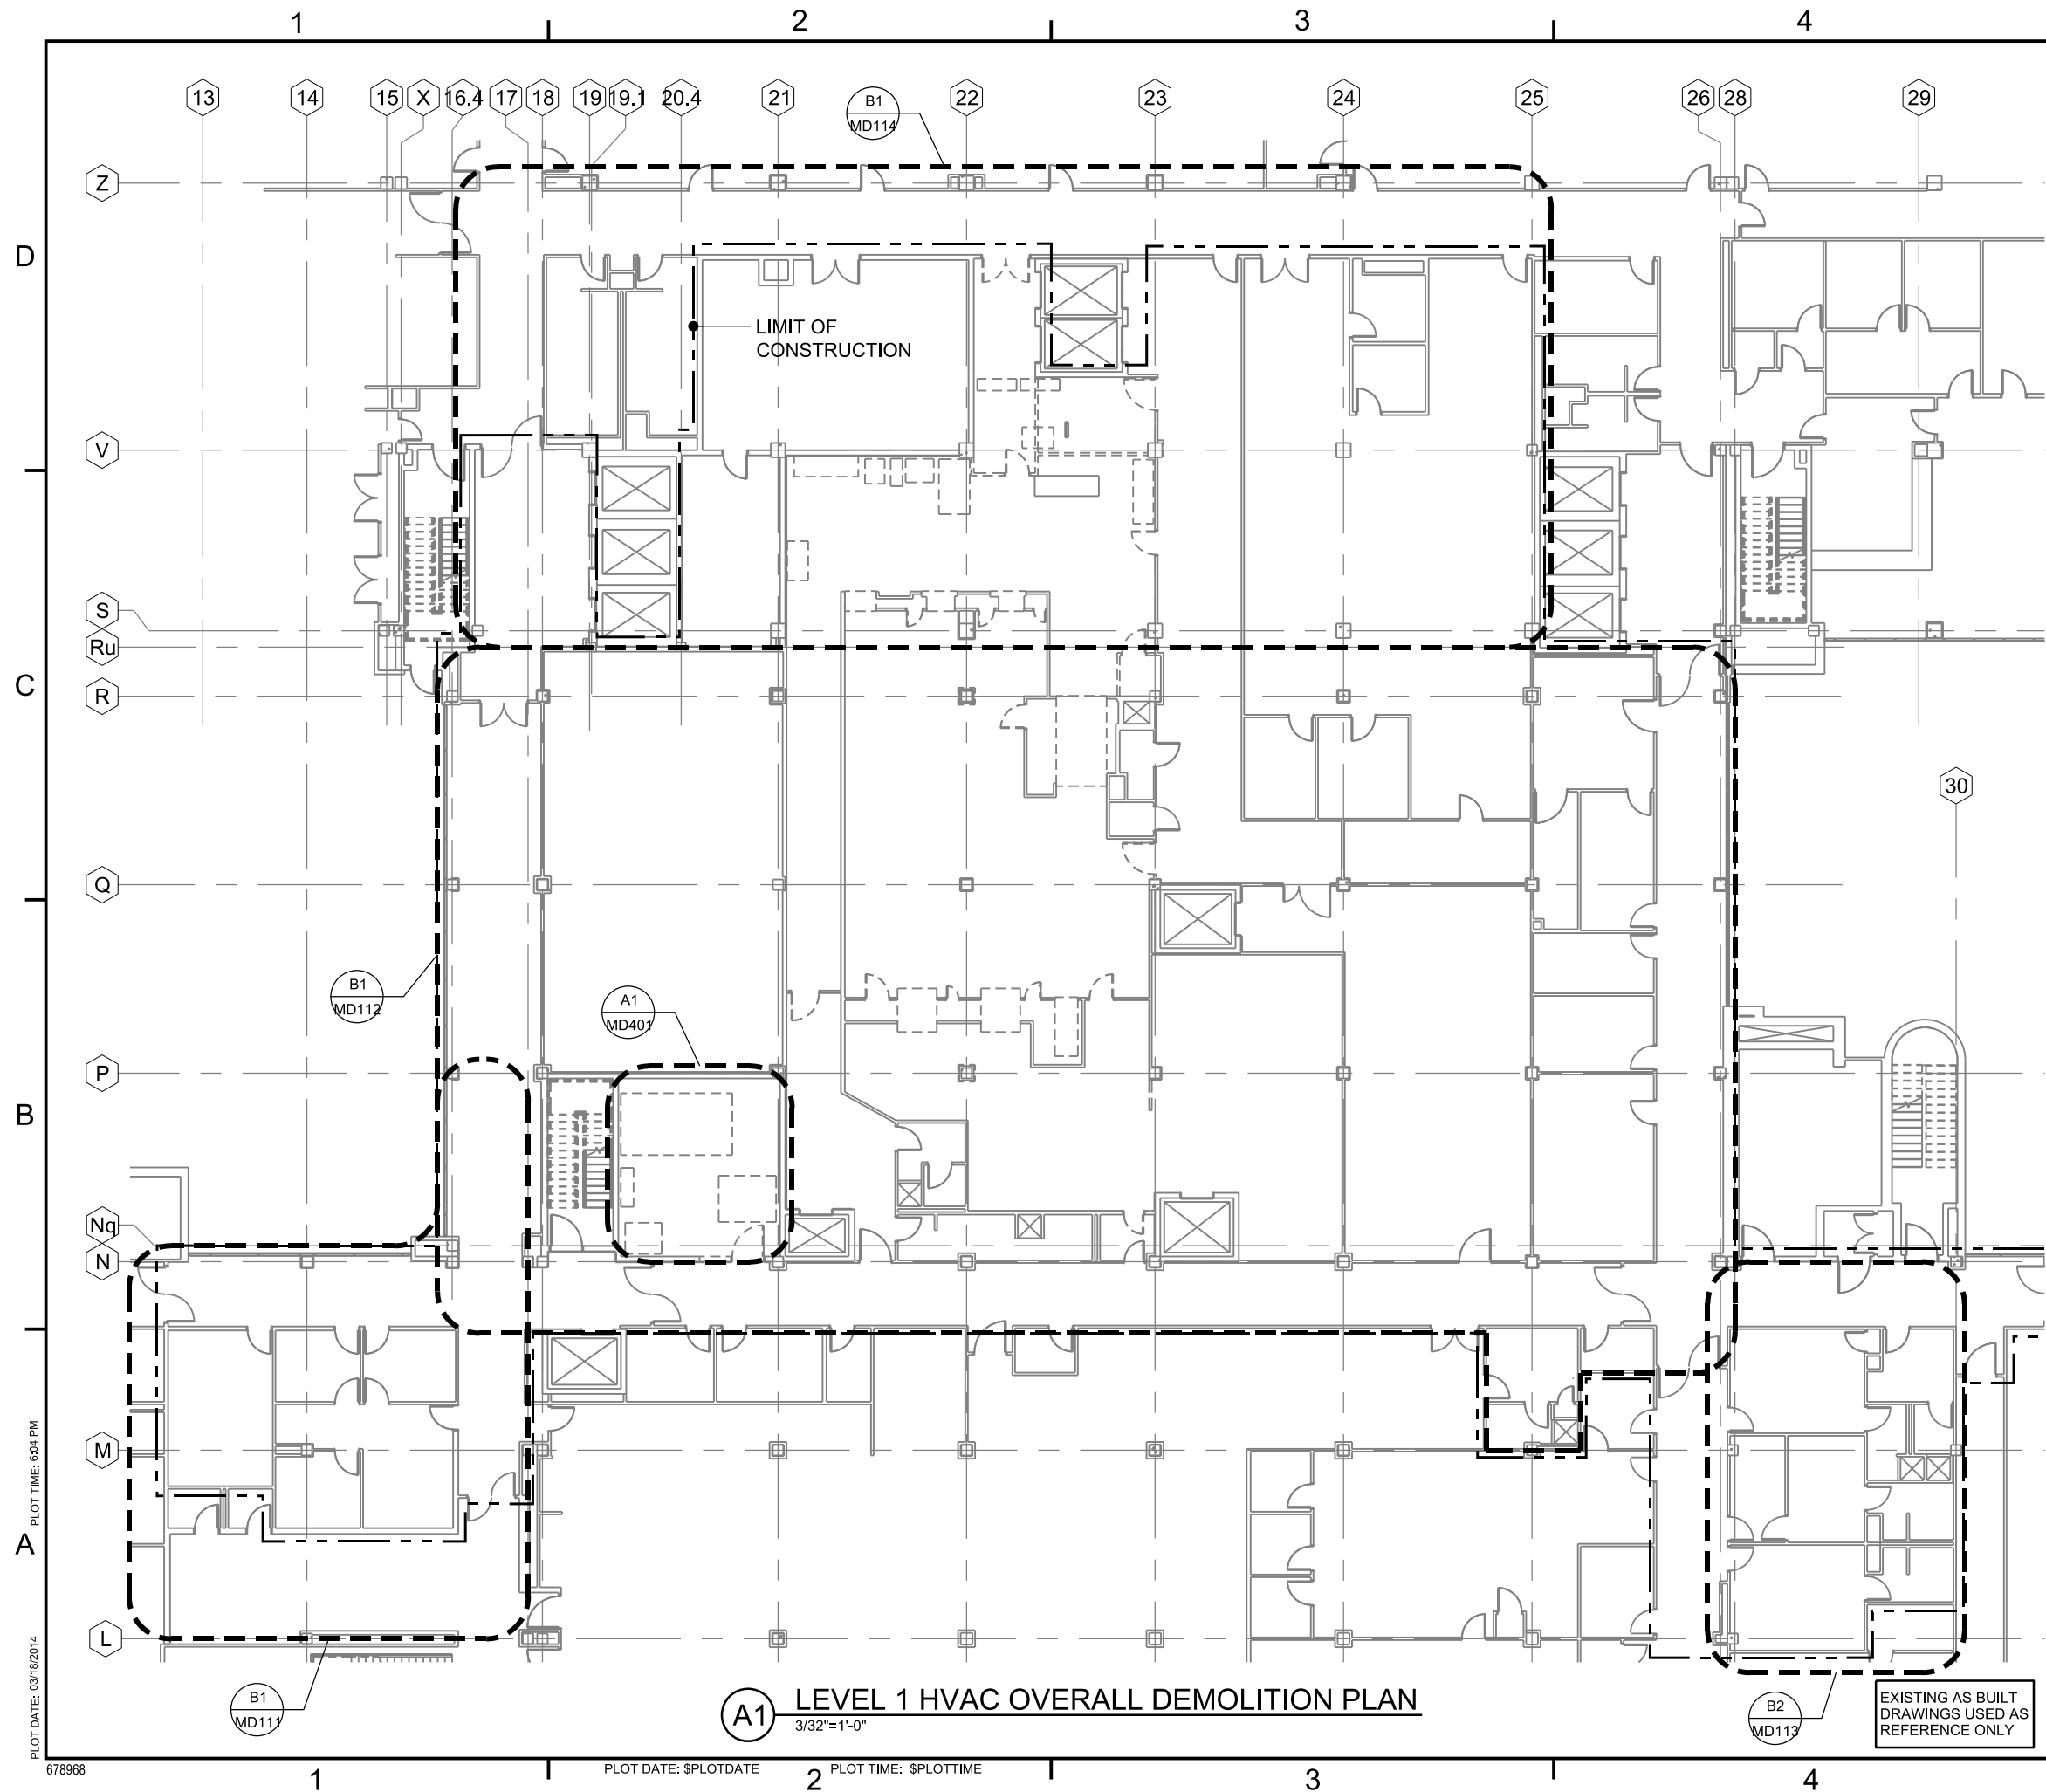 1 2 3 4
13 14 15 X 16.4 17 18 19 19.1 20.4 21 22 23 24 25 26 28 29
B1
MD114
Z
D
LIMIT OF
CONSTRUCTION
V
S
Ru
C
R
30
Q
B1
MD112
A1
MD401
P
B
Nq
N
M
A
L
PLOT DATE: 03/18/2014 PLOT TIME: 6:04 PM
B1
MD111
A1 LEVEL 1 HVAC OVERALL DEMOLITION PLAN
3/32"=1'-0"
B2
MD113
EXISTING AS BUILT
DRAWINGS USED AS
REFERENCE ONLY
678968
PLOT DATE: $PLOTDATE PLOT TIME: $PLOTTIME
1 2 3 4